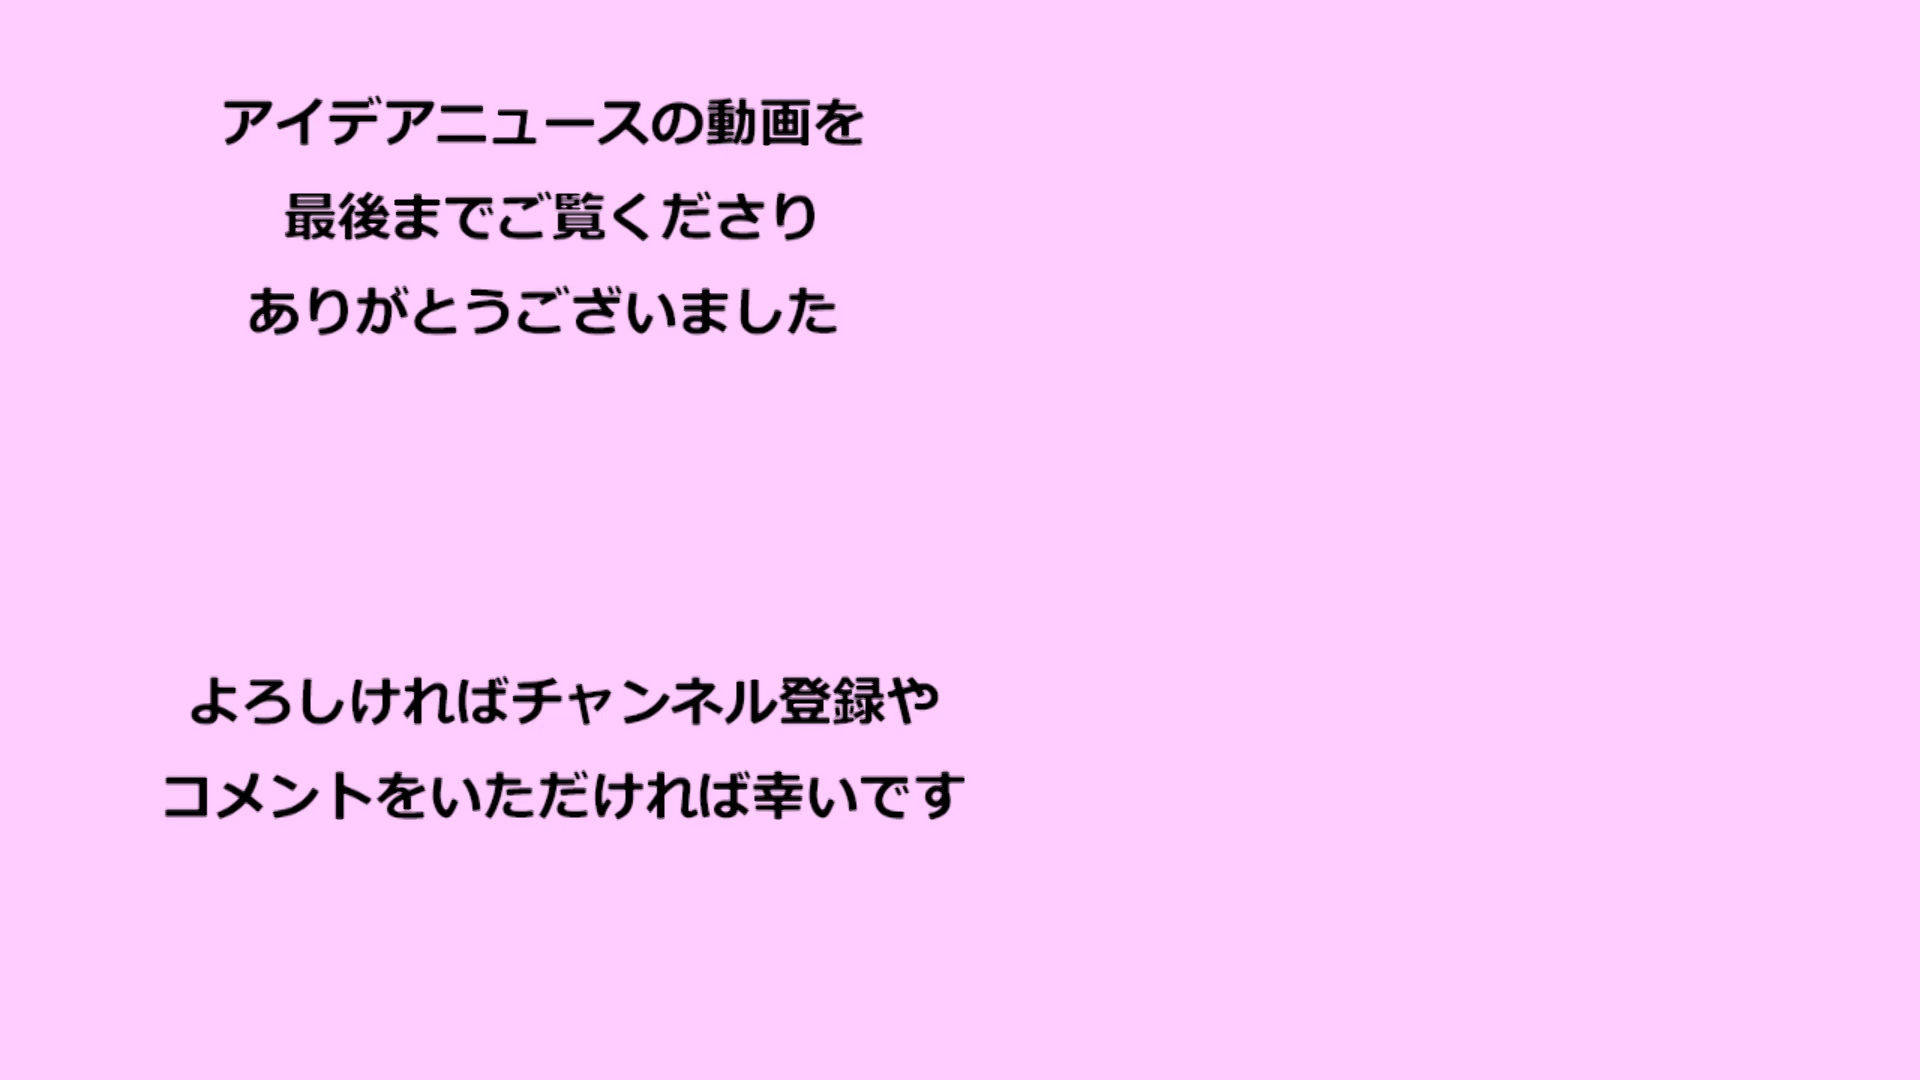 アイデアニュースの動画を
最後までご覧くださり
ありがとうございました
よろしければチャンネル登録や
コメントをいただければ幸いです